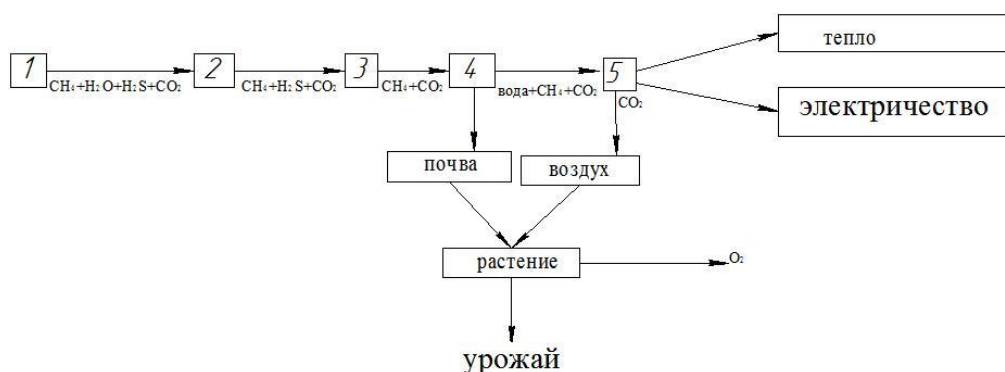 тепло
1
2
3
4
5
CH₄+H₂O+H₂S+CO₂
CH₄+H₂S+CO₂
CH₄+CO₂
вода+CH₄+CO₂
CO₂
электричество
почва
воздух
растение
O₂
урожай